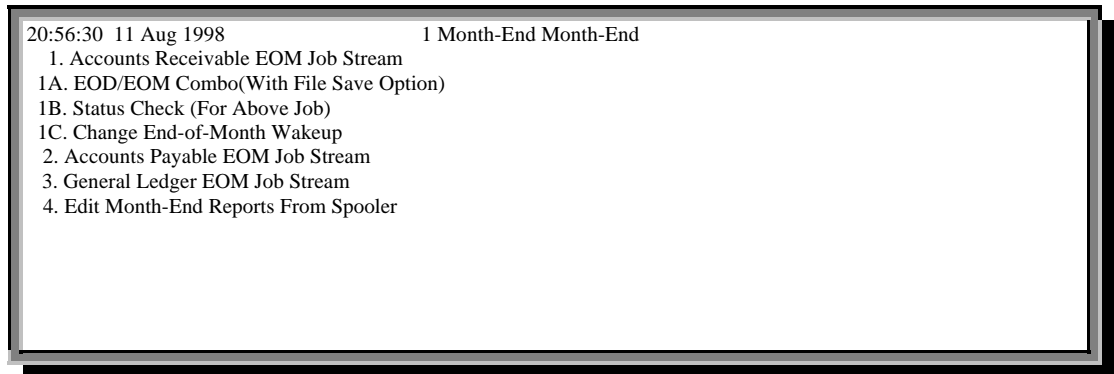 20:56:30 11 Aug 1998 1 Month-End Month-End
1. Accounts Receivable EOM Job Stream
1A. EOD/EOM Combo(With File Save Option)
1B. Status Check (For Above Job)
1C. Change End-of-Month Wakeup
2. Accounts Payable EOM Job Stream
3. General Ledger EOM Job Stream
4. Edit Month-End Reports From Spooler